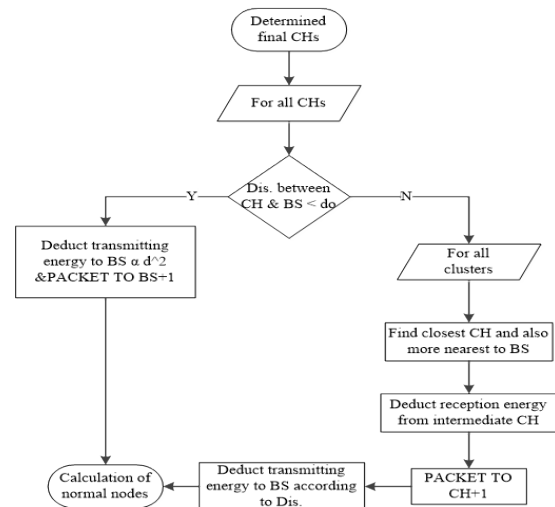 Determined
final CHs
For all CHs
Dis. between
CH & BS < do
Y
N
Deduct transmitting
energy to BS α d^2
&PACKET TO BS+1
For all
clusters
Find closest CH and also
more nearest to BS
Deduct reception energy
from intermediate CH
PACKET TO
CH+1
Deduct transmitting
energy to BS according
to Dis.
Calculation of
normal nodes